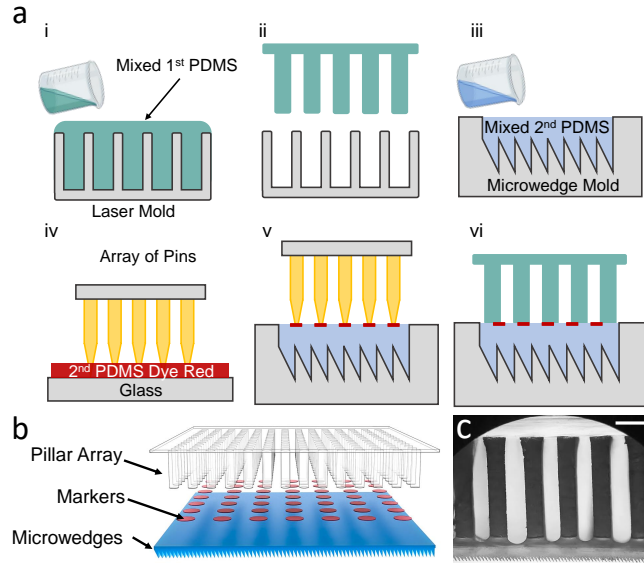 a
i
ii
iii
Mixed 1st PDMS
Mixed 2nd PDMS
Laser Mold
Microwedge Mold
iv
v
vi
Array of Pins
2nd PDMS Dye Red
Glass
b
c
Pillar Array
Markers
Microwedges